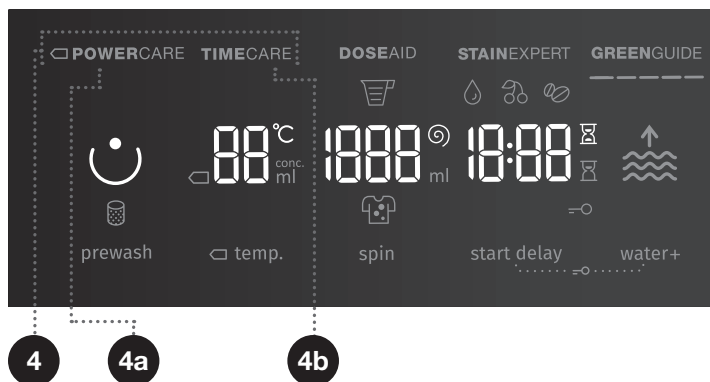 POWERCARE TIMECARE DOSEAID STAINEXPERT GREENGUIDE
88 °C conc. ml 1888 ml 18:88
prewash temp. spin start delay water+
4 4a 4b